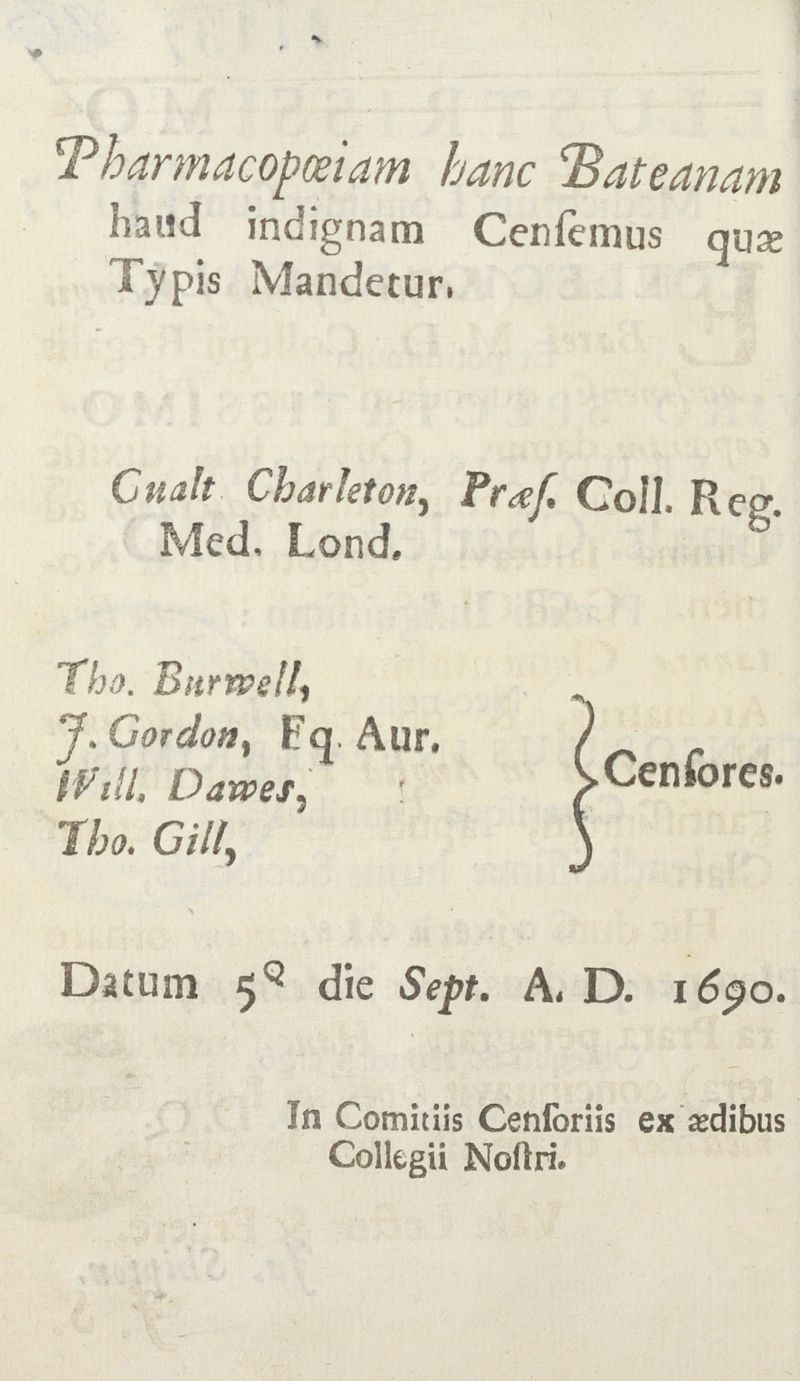 Pharmacopœiam hanc Bateanam
haud indignam Cenſemus quæ
Typis Mandetur.
Gualt Charleton, Præſ. Coll. Reg.
Med. Lond.
Tho. Burwell,
J. Gordon, Eq. Aur.
Will. Dawes,
Tho. Gill,
Cenſores.
Datum 5Q die Sept. A. D. 1690.
In Comitiis Cenſoriis ex ædibus
Collegii Noſtri.